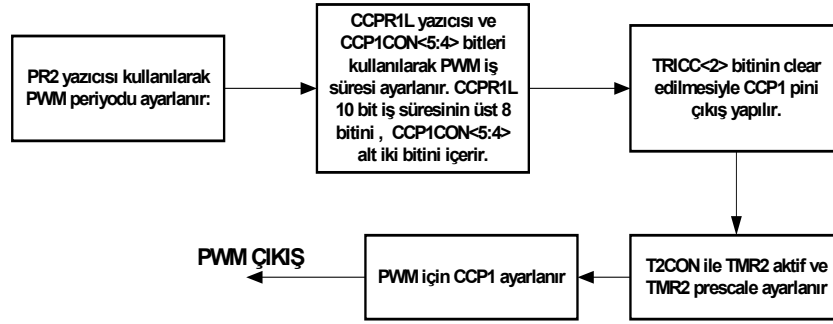 PR2 yazıcısı kullanılarak
PWM periyodu ayarlanır:
CCPR1L yazıcısı ve
CCP1CON<5:4> bitleri
kullanılarak PWM iş
süresi ayarlanır. CCPR1L
10 bit iş süresinin üst 8
bitini , CCP1CON<5:4>
alt iki bitini içerir.
TRICC<2> bitinin clear
edilmesiyle CCP1 pini
çıkış yapılır.
T2CON ile TMR2 aktif ve
TMR2 prescale ayarlanır
PWM için CCP1 ayarlanır
PWM ÇIKIŞ